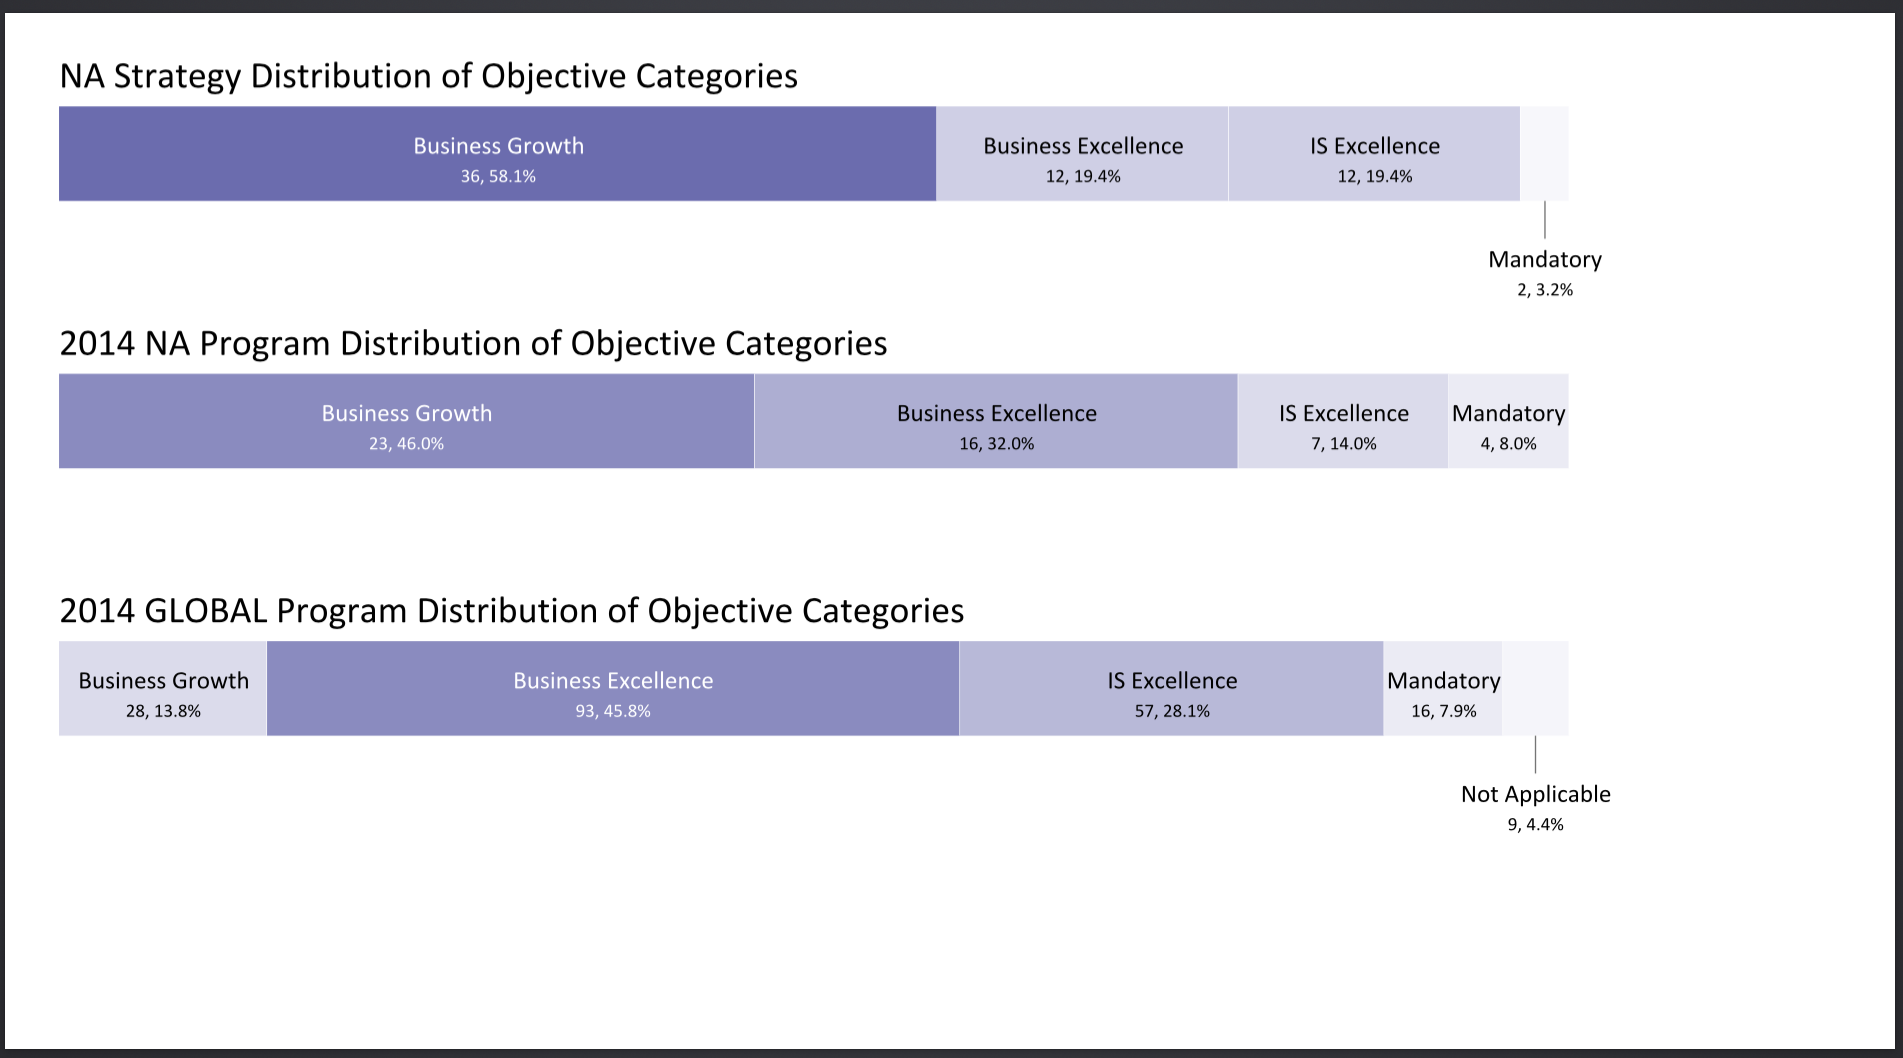 NA Strategy Distribution of Objective Categories
Business Growth
36, 58.1%
Business Excellence
12, 19.4%
IS Excellence
12, 19.4%
Mandatory
2, 3.2%
2014 NA Program Distribution of Objective Categories
Business Growth
23, 46.0%
Business Excellence
16, 32.0%
IS Excellence
7, 14.0%
Mandatory
4, 8.0%
2014 GLOBAL Program Distribution of Objective Categories
Business Growth
28, 13.8%
Business Excellence
93, 45.8%
IS Excellence
57, 28.1%
Mandatory
16, 7.9%
Not Applicable
9, 4.4%